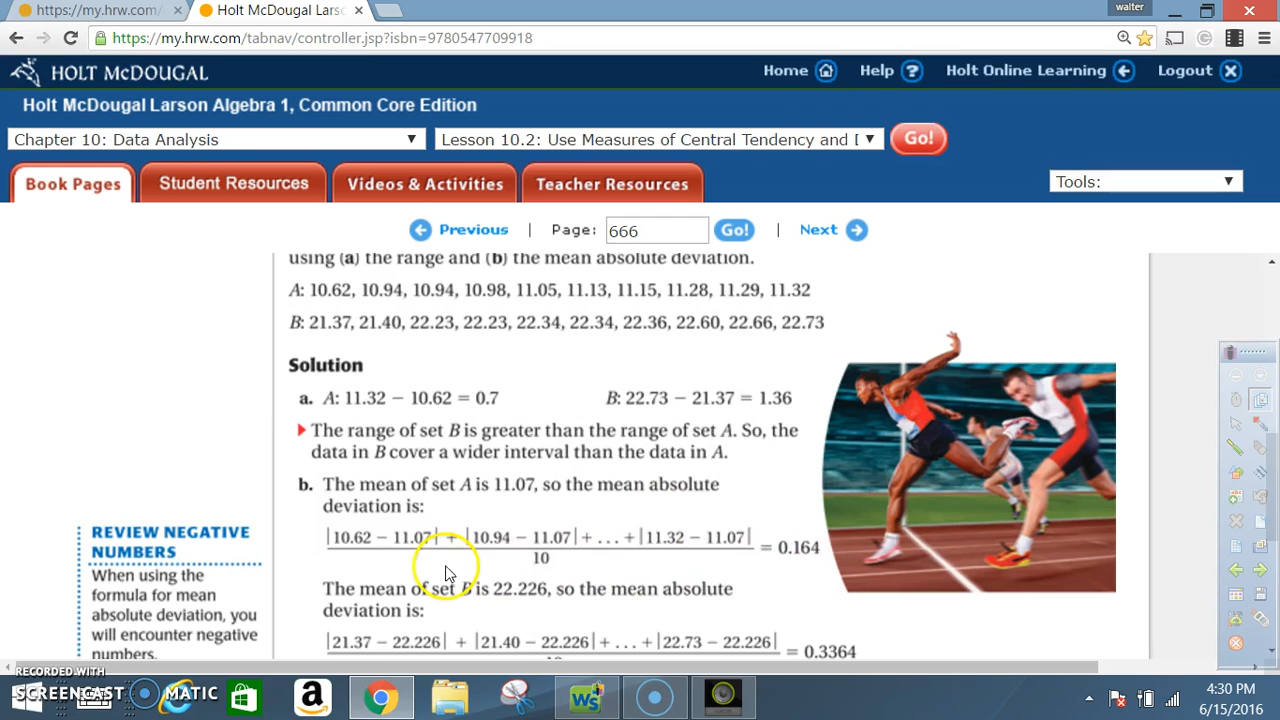 https://my.hrw.com/tabnav/ ×
Holt McDougal Larso ×
walter
https://my.hrw.com/tabnav/controller.jsp?isbn=9780547709918
HOLT MCDOUGAL
Home Help ? Holt Online Learning Logout
Holt McDougal Larson Algebra 1, Common Core Edition
Chapter 10: Data Analysis
Lesson 10.2: Use Measures of Central Tendency and
Go!
Book Pages
Student Resources
Videos & Activities
Teacher Resources
Tools:
Previous | Page: 666 Go! | Next
using (a) the range and (b) the mean absolute deviation.
A: 10.62, 10.94, 10.94, 10.98, 11.05, 11.13, 11.15, 11.28, 11.29, 11.32
B: 21.37, 21.40, 22.23, 22.23, 22.34, 22.34, 22.36, 22.60, 22.66, 22.73
Solution
a. A: 11.32 − 10.62 = 0.7 B: 22.73 − 21.37 = 1.36
The range of set B is greater than the range of set A. So, the
data in B cover a wider interval than the data in A.
b. The mean of set A is 11.07, so the mean absolute
deviation is:
|10.62 − 11.07| + |10.94 − 11.07| + . . . + |11.32 − 11.07|
10
= 0.164
The mean of set B is 22.226, so the mean absolute
deviation is:
|21.37 − 22.226| + |21.40 − 22.226| + . . . + |22.73 − 22.226|
= 0.3364
REVIEW NEGATIVE
NUMBERS
When using the
formula for mean
absolute deviation, you
will encounter negative
numbers.
RECORDED WITH
SCREENCAST MATIC
4:30 PM
6/15/2016